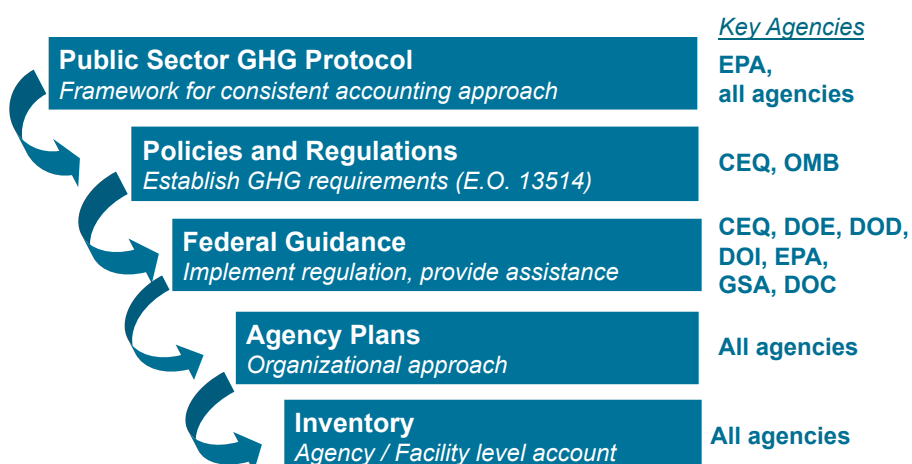 Key Agencies
Public Sector GHG Protocol
Framework for consistent accounting approach
EPA,
all agencies
Policies and Regulations
Establish GHG requirements (E.O. 13514)
CEQ, OMB
Federal Guidance
Implement regulation, provide assistance
CEQ, DOE, DOD,
DOI, EPA,
GSA, DOC
Agency Plans
Organizational approach
All agencies
Inventory
Agency / Facility level account
All agencies